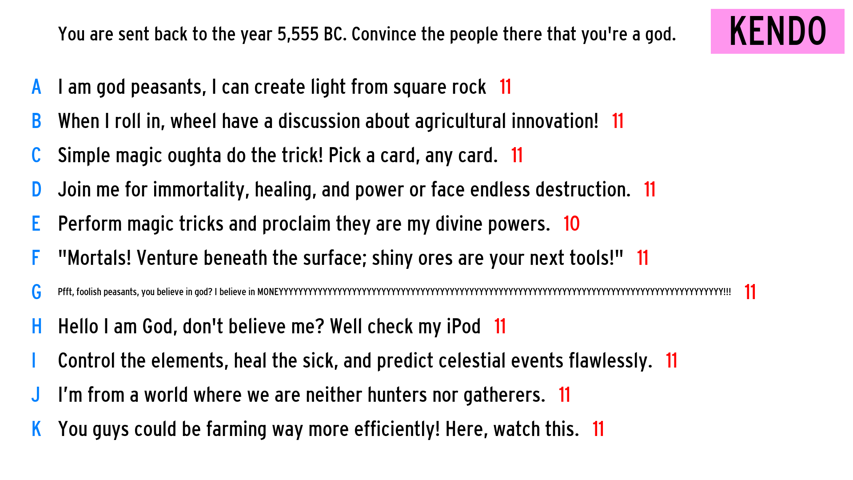 You are sent back to the year 5,555 BC. Convince the people there that you're a god.
KENDO
A I am god peasants, I can create light from square rock 11
B When I roll in, wheel have a discussion about agricultural innovation! 11
C Simple magic oughta do the trick! Pick a card, any card. 11
D Join me for immortality, healing, and power or face endless destruction. 11
E Perform magic tricks and proclaim they are my divine powers. 10
F "Mortals! Venture beneath the surface; shiny ores are your next tools!" 11
G Pfft, foolish peasants, you believe in god? I believe in MONEYYYYYYYYYYYYYYYYYYYYYYYYYYYYYYYYYYYYYYYYYYYYYYYYYYYYYYYYYYYYYYYYYYYYYYYYYYYYYYYYYYYYYYYYYY!!! 11
H Hello I am God, don't believe me? Well check my iPod 11
I Control the elements, heal the sick, and predict celestial events flawlessly. 11
J I’m from a world where we are neither hunters nor gatherers. 11
K You guys could be farming way more efficiently! Here, watch this. 11